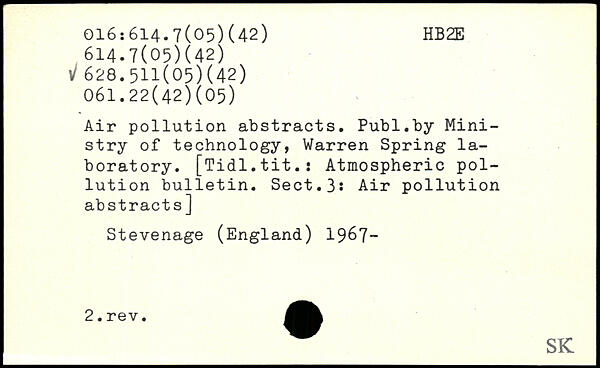 016:614.7(05)(42) HB2E
614.7(05)(42)
✓ 628.511(05)(42)
061.22(42)(05)
Air pollution abstracts. Publ.by Mini-
stry of technology, Warren Spring la-
boratory. [Tidl.tit.: Atmospheric pol-
lution bulletin. Sect.3: Air pollution
abstracts]
Stevenage (England) 1967-
2.rev.
SK